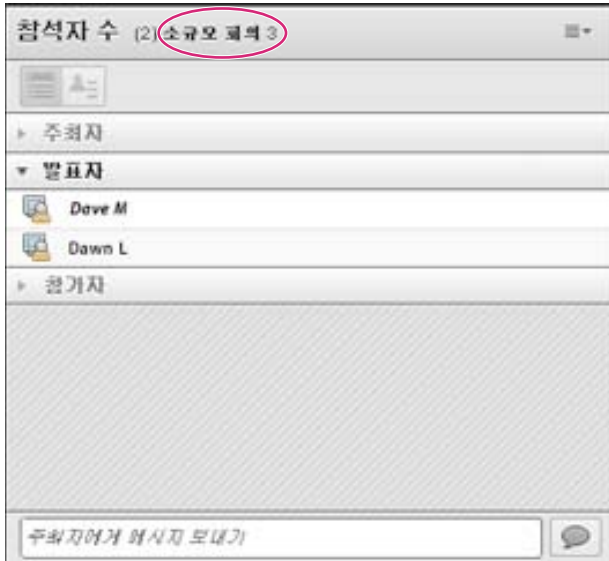 참석자 수 (2) 소규모 회의 3
주최자
발표자
Dave M
Dawn L
참가자
주최자에게 메시지 보내기